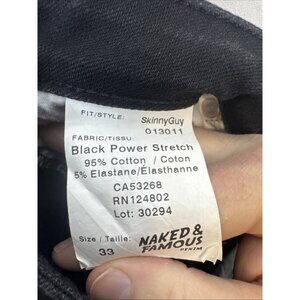 FIT/STYLE: SkinnyGuy
013011
FABRIC/TISSU:
Black Power Stretch
95% Cotton / Coton
5% Elastane/Élasthanne
CA53268
RN124802
Lot: 30294
Size / Taille:
33
NAKED &
FAMOUS
DENIM